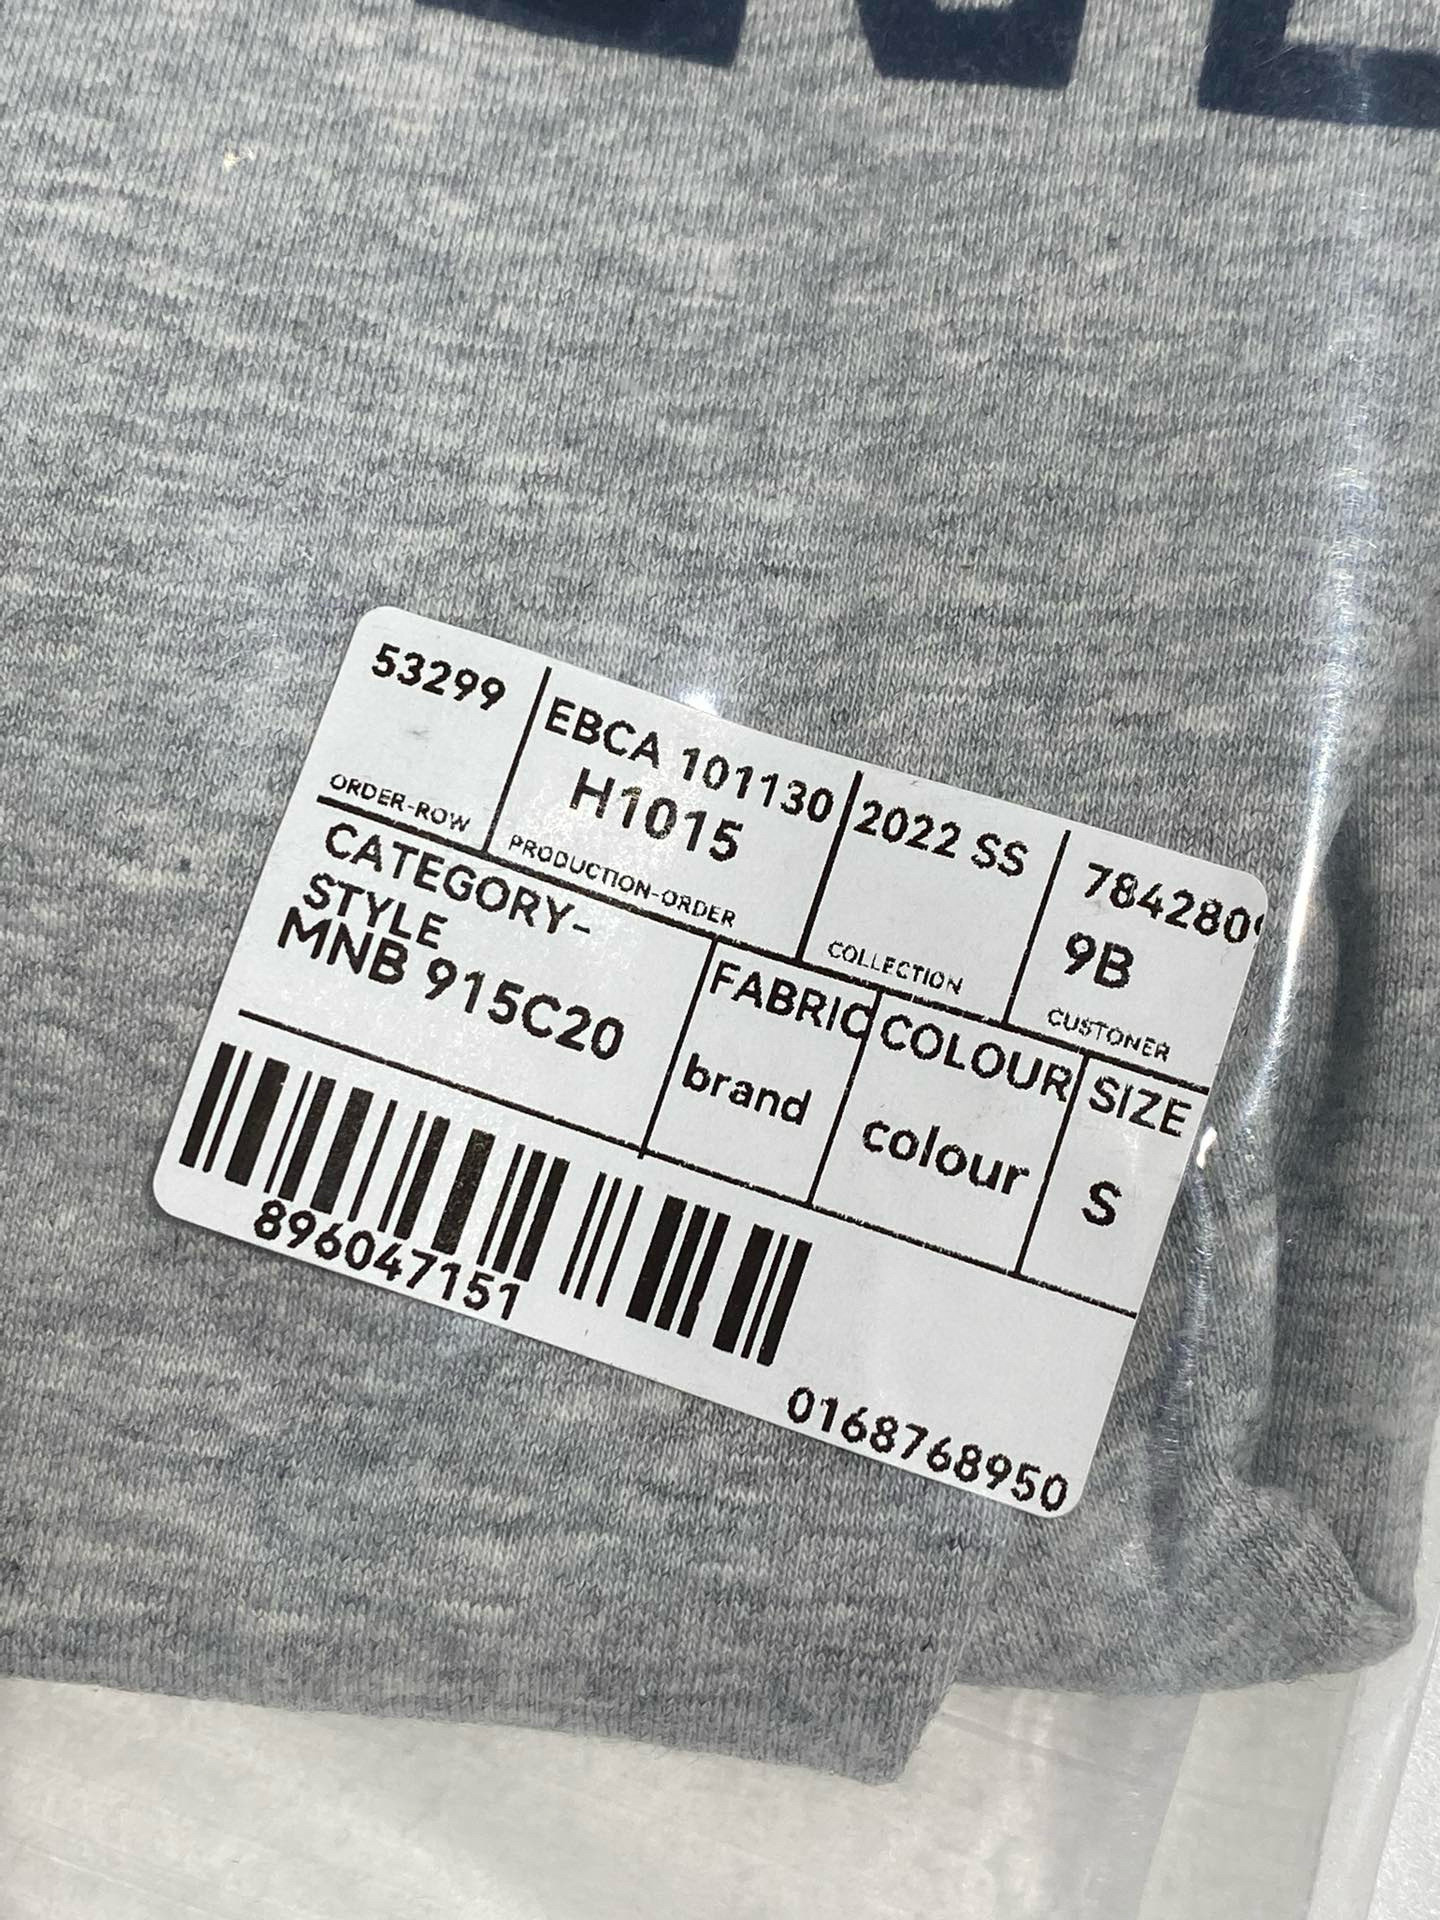 53299
ORDER-ROW
EBCA 101130
H1015
PRODUCTION-ORDER
2022 SS
COLLECTION
784280
9B
CUSTONER
CATEGORY-
STYLE
MNB 915C20
FABRIC
brand
COLOUR
colour
SIZE
S
896047151
0168768950